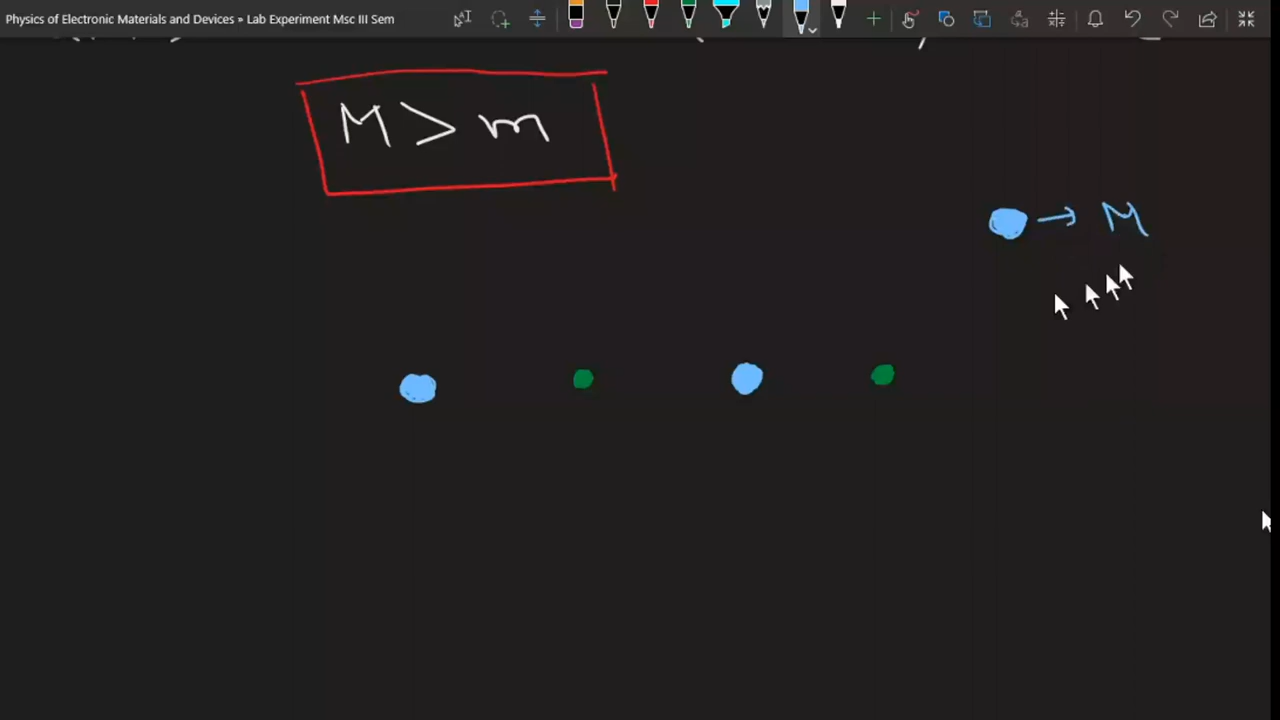 Physics of Electronic Materials and Devices » Lab Experiment Msc III Sem
M > m
→ M